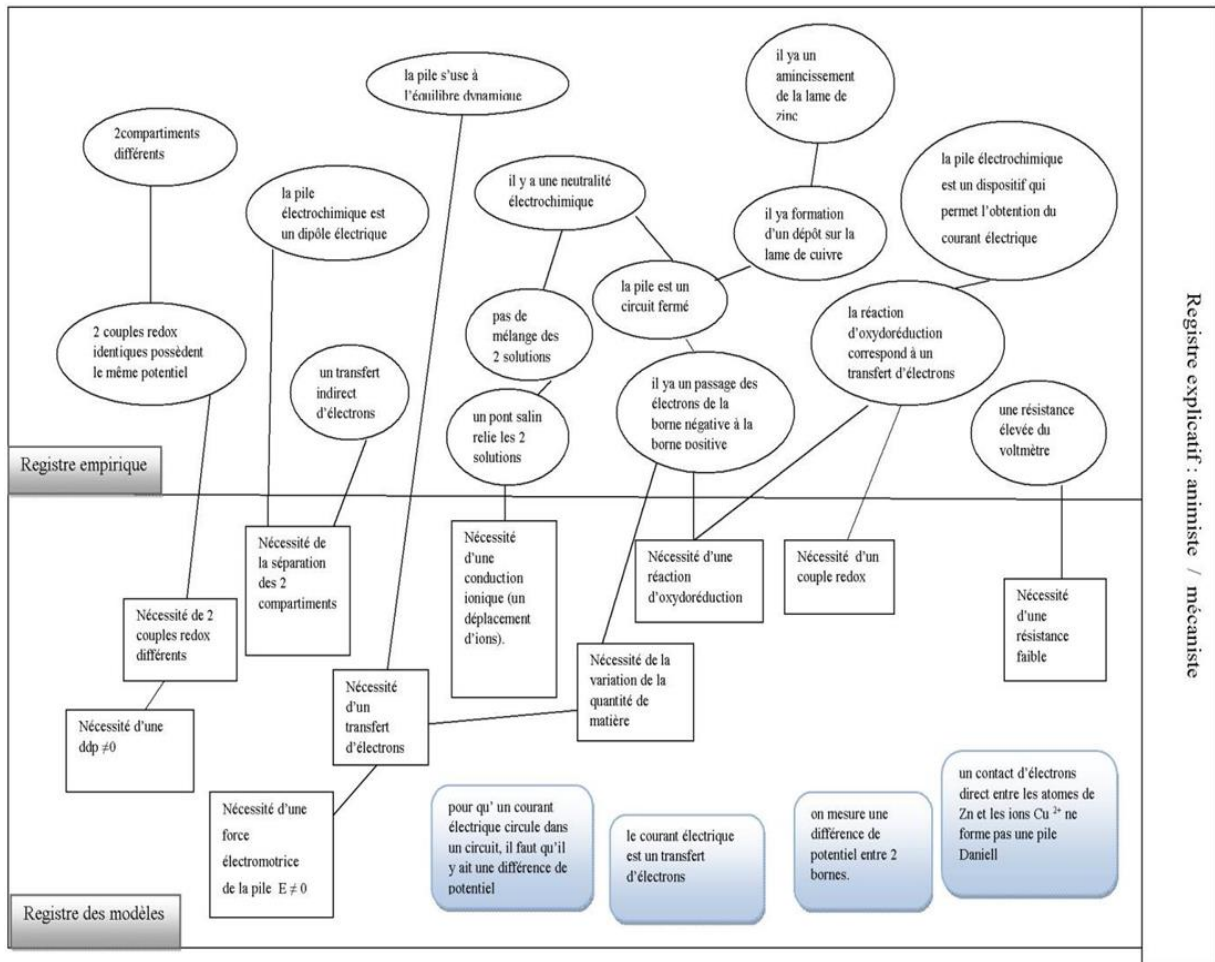 la pile s'use à
l'équilibre dynamique
il ya un
amincissement
de la lame de
zinc
2compartiments
différents
la pile
électrochimique est
un dipôle électrique
il y a une neutralité
électrochimique
il ya formation
d'un dépôt sur la
lame de cuivre
la pile électrochimique
est un dispositif qui
permet l'obtention du
courant électrique
la pile est un
circuit fermé
2 couples redox
identiques possèdent
le même potentiel
un transfert
indirect
d'électrons
pas de
mélange des
2 solutions
la réaction
d'oxydoréduction
correspond à un
transfert d'électrons
un pont salin
relie les 2
solutions
il ya un passage des
électrons de la
borne négative à la
borne positive
une résistance
élevée du
voltmètre
Registre empirique
Registre explicatif : animiste / mécaniste
Nécessité de
la séparation
des 2
compartiments
Nécessité
d'une
conduction
ionique (un
déplacement
d'ions).
Nécessité d'une
réaction
d'oxydoréduction
Nécessité d'un
couple redox
Nécessité
d'une
résistance
faible
Nécessité de 2
couples redox
différents
Nécessité
d'un
transfert
d'électrons
Nécessité de la
variation de la
quantité de
matière
Nécessité d'une
ddp ≠0
Nécessité d'une
force
électromotrice
de la pile E ≠ 0
pour qu' un courant
électrique circule dans
un circuit, il faut qu'il
y ait une différence de
potentiel
le courant électrique
est un transfert
d'électrons
on mesure une
différence de
potentiel entre 2
bornes.
un contact d'électrons
direct entre les atomes de
Zn et les ions Cu ²⁺ ne
forme pas une pile
Daniell
Registre des modèles